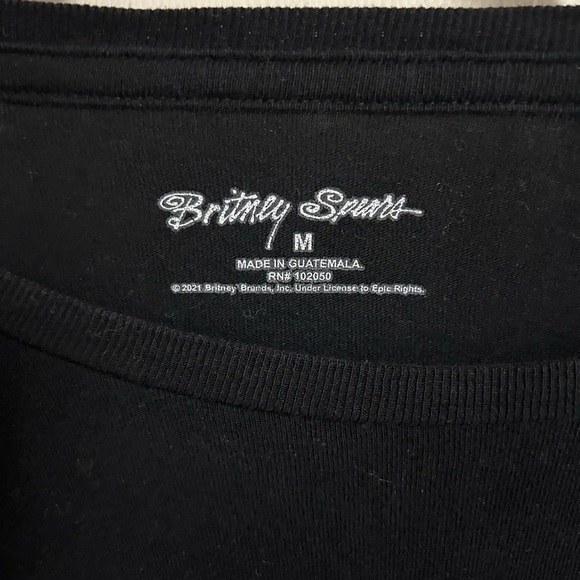 Britney Spears
M
MADE IN GUATEMALA.
RN# 102050
© 2021 Britney Brands, Inc. Under License to Epic Rights.